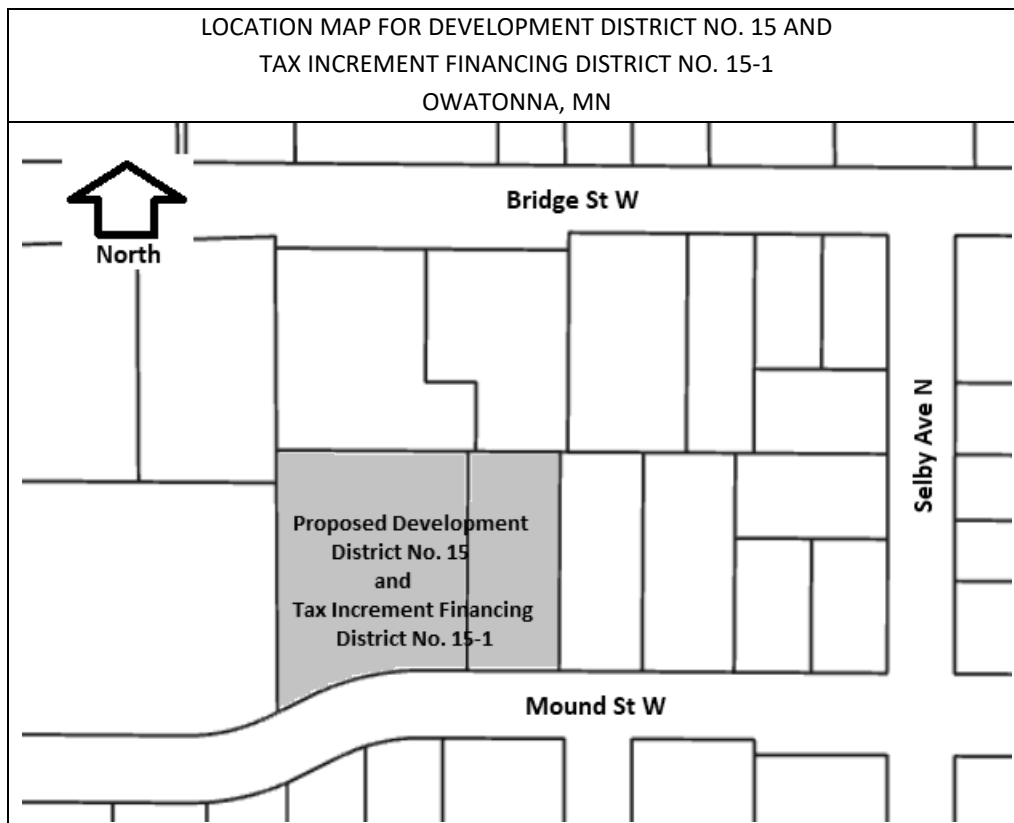 LOCATION MAP FOR DEVELOPMENT DISTRICT NO. 15 AND
TAX INCREMENT FINANCING DISTRICT NO. 15-1
OWATONNA, MN
Bridge St W
North
Selby Ave N
Proposed Development
District No. 15
and
Tax Increment Financing
District No. 15-1
Mound St W